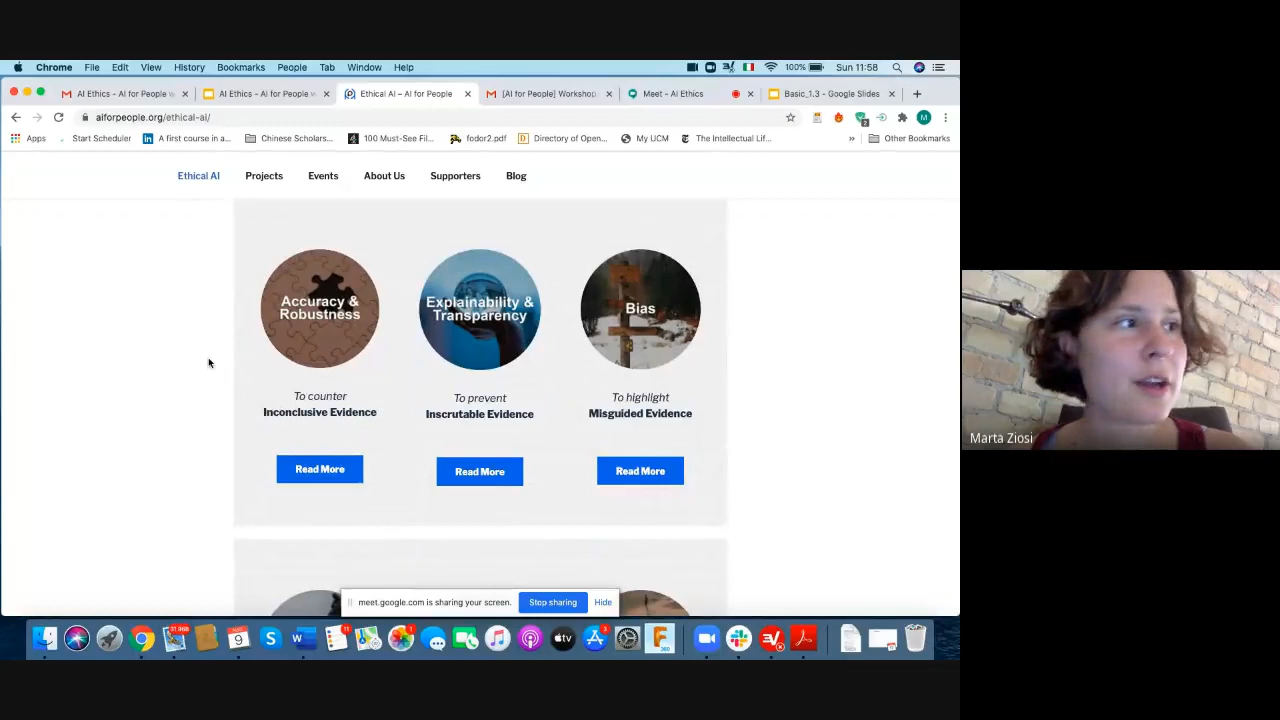 Chrome File Edit View History Bookmarks People Tab Window Help 100% Sun 11:58
AI Ethics - AI for People w AI Ethics - AI for People w Ethical AI – AI for People [AI for People] Workshop Meet - AI Ethics Basic_1.3 - Google Slides
aiforpeople.org/ethical-ai/ M
Apps Start Scheduler A first course in a... Chinese Scholars... 100 Must-See Fil... fodor2.pdf Directory of Open... My UCM The Intellectual Lif... » Other Bookmarks
Ethical AI Projects Events About Us Supporters Blog
Accuracy &
Robustness
Explainability &
Transparency
Bias
To counter
Inconclusive Evidence
To prevent
Inscrutable Evidence
To highlight
Misguided Evidence
Read More Read More Read More
Marta Ziosi
meet.google.com is sharing your screen. Stop sharing Hide